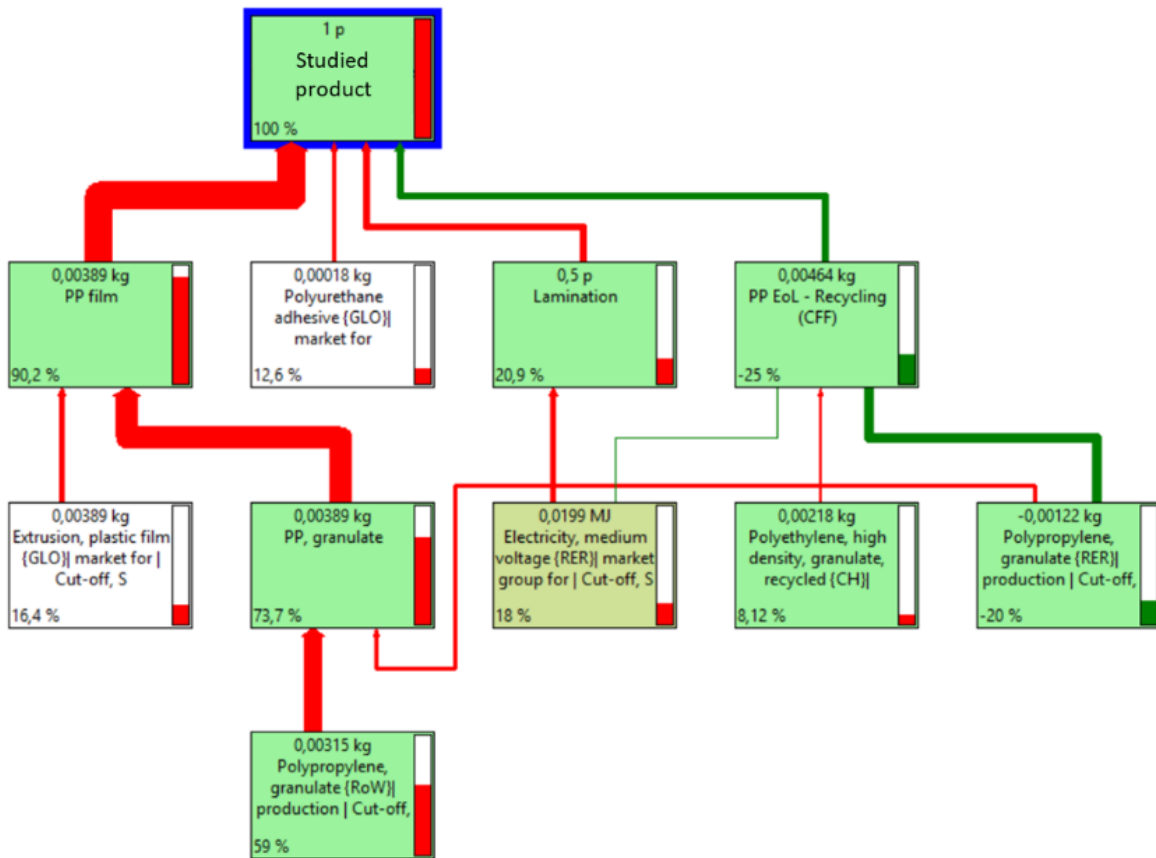 1 p
Studied
product
100 %
0,00389 kg
PP film
90,2 %
0,00018 kg
Polyurethane
adhesive {GLO}|
market for
12,6 %
0,5 p
Lamination
20,9 %
0,00464 kg
PP EoL - Recycling
(CFF)
-25 %
0,00389 kg
Extrusion, plastic film
{GLO}| market for |
Cut-off, S
16,4 %
0,00389 kg
PP, granulate
73,7 %
0,0199 MJ
Electricity, medium
voltage {RER}| market
group for | Cut-off, S
18 %
0,00218 kg
Polyethylene, high
density, granulate,
recycled {CH}|
8,12 %
-0,00122 kg
Polypropylene,
granulate {RER}|
production | Cut-off,
-20 %
0,00315 kg
Polypropylene,
granulate {RoW}|
production | Cut-off,
59 %